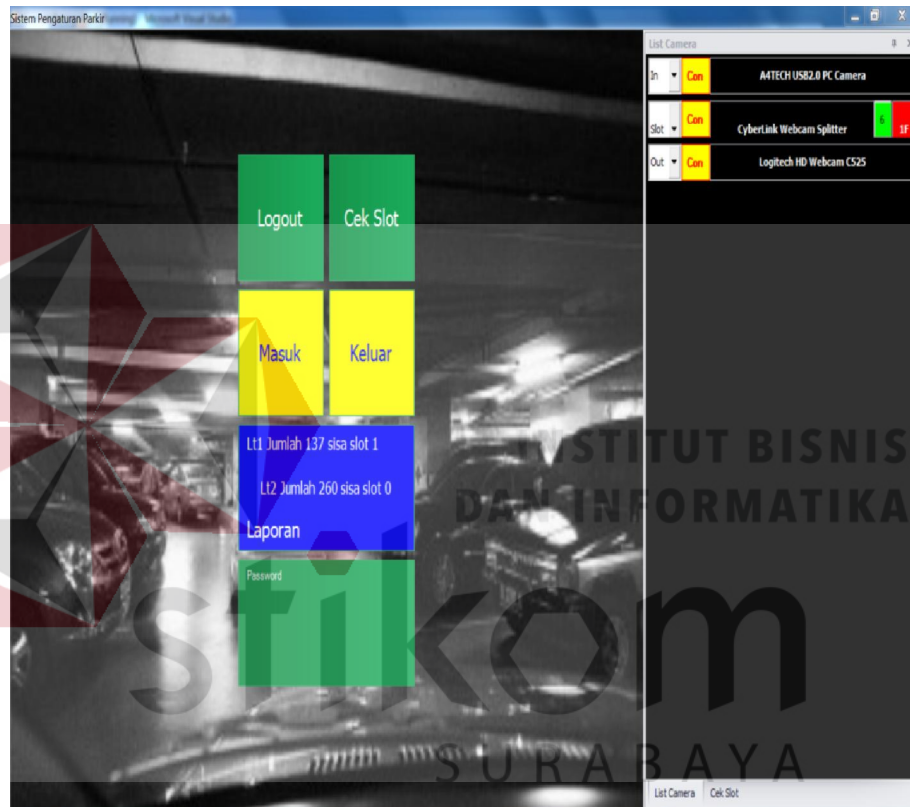 Sistem Pengaturan Parkir
Microsoft Visual Studio
Logout
Cek Slot
Masuk
Keluar
Lt1 Jumlah 137 sisa slot 1
Lt2 Jumlah 260 sisa slot 0
Laporan
Password
List Camera
In Con A4TECH USB2.0 PC Camera
Slot Con CyberLink Webcam Splitter 6 1F
Out Con Logitech HD Webcam C525
INSTITUT BISNIS
DAN INFORMATIKA
stikom
SURABAYA
List Camera Cek Slot